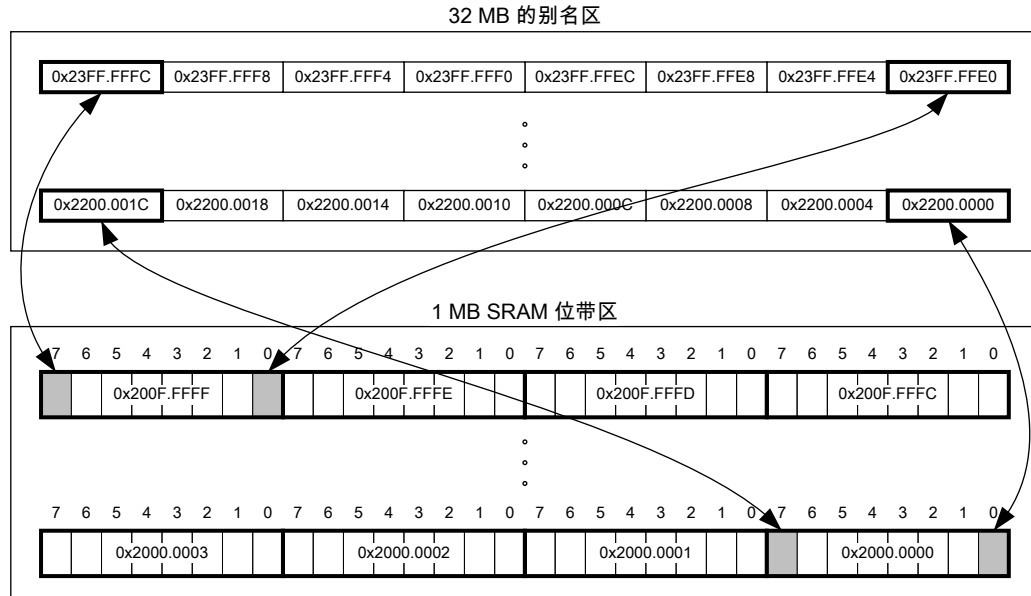 32 MB 的别名区
0x23FF.FFFC 0x23FF.FFF8 0x23FF.FFF4 0x23FF.FFF0 0x23FF.FFEC 0x23FF.FFE8 0x23FF.FFE4 0x23FF.FFE0
0x2200.001C 0x2200.0018 0x2200.0014 0x2200.0010 0x2200.000C 0x2200.0008 0x2200.0004 0x2200.0000
1 MB SRAM 位带区
7 6 5 4 3 2 1 0 7 6 5 4 3 2 1 0 7 6 5 4 3 2 1 0 7 6 5 4 3 2 1 0
0x200F.FFFF 0x200F.FFFE 0x200F.FFFD 0x200F.FFFC
7 6 5 4 3 2 1 0 7 6 5 4 3 2 1 0 7 6 5 4 3 2 1 0 7 6 5 4 3 2 1 0
0x2000.0003 0x2000.0002 0x2000.0001 0x2000.0000